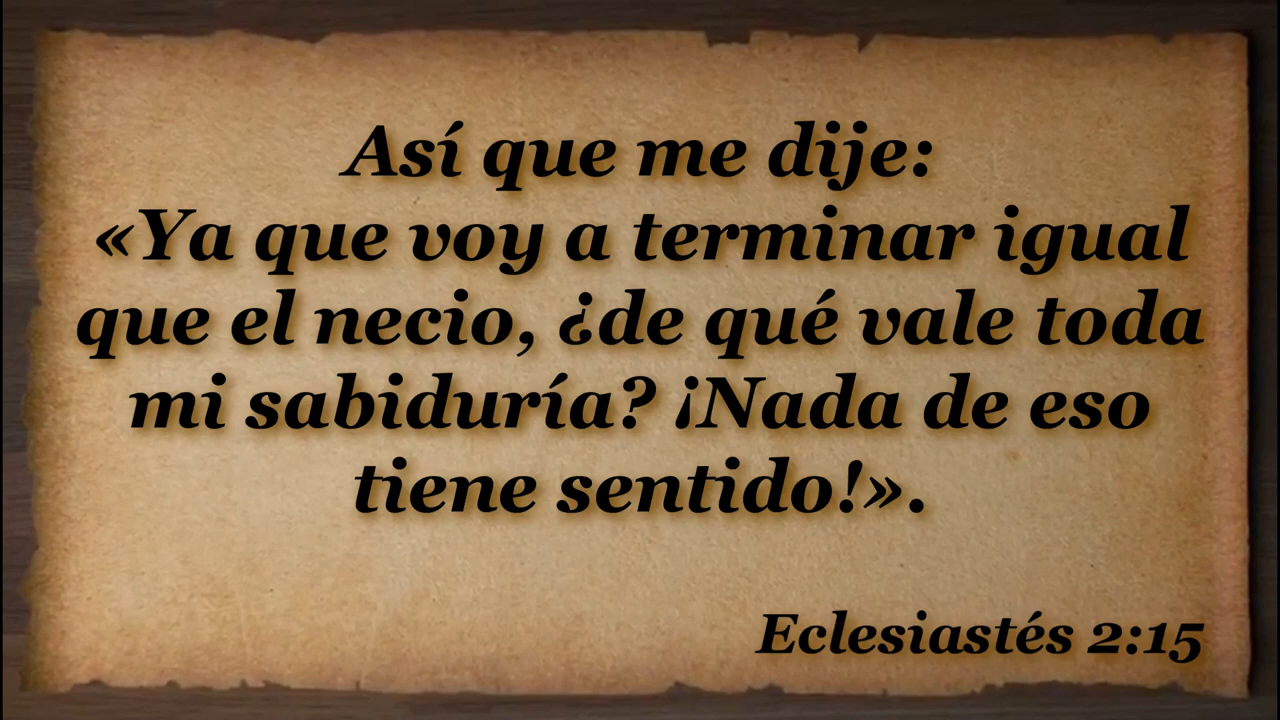 Así que me dije:
«Ya que voy a terminar igual
que el necio, ¿de qué vale toda
mi sabiduría? ¡Nada de eso
tiene sentido!».
Eclesiastés 2:15